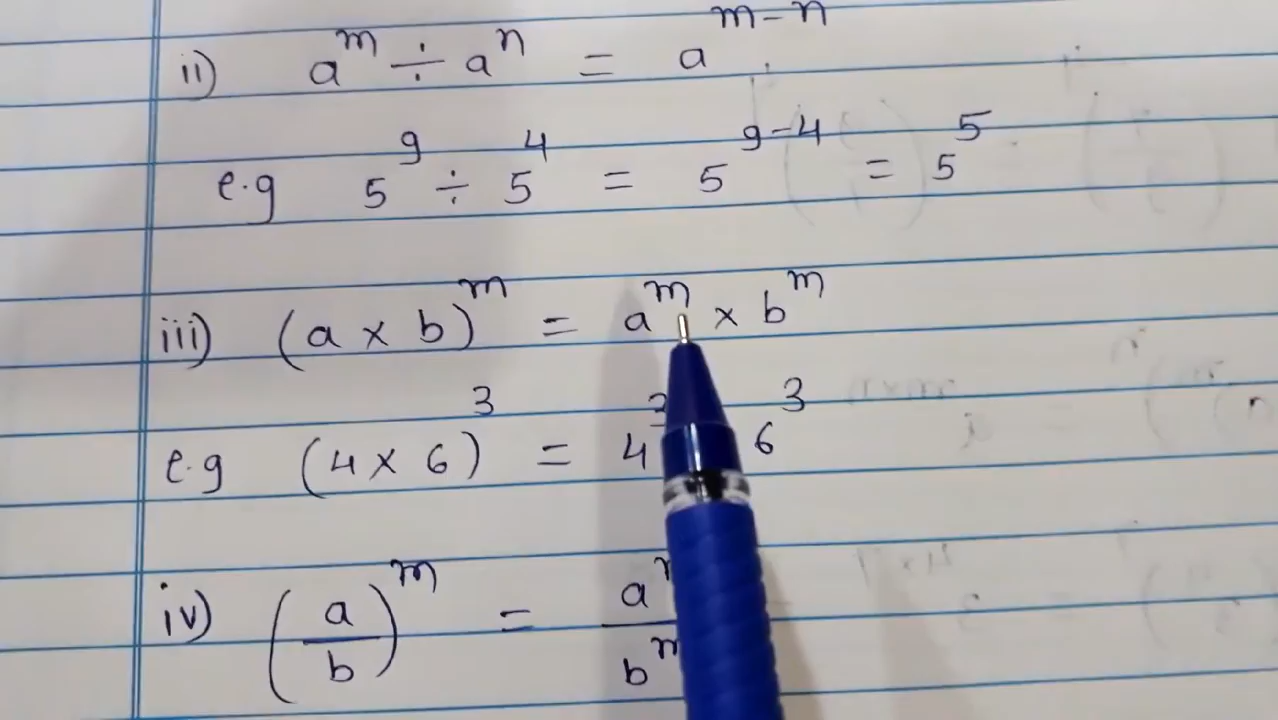 ii) a^m ÷ a^n = a^(m-n)
e.g 5^9 ÷ 5^4 = 5^(9-4) = 5^5
iii) (a × b)^m = a^m × b^m
e.g (4 × 6)^3 = 4 6^3
iv) (a/b)^m = a/b^m